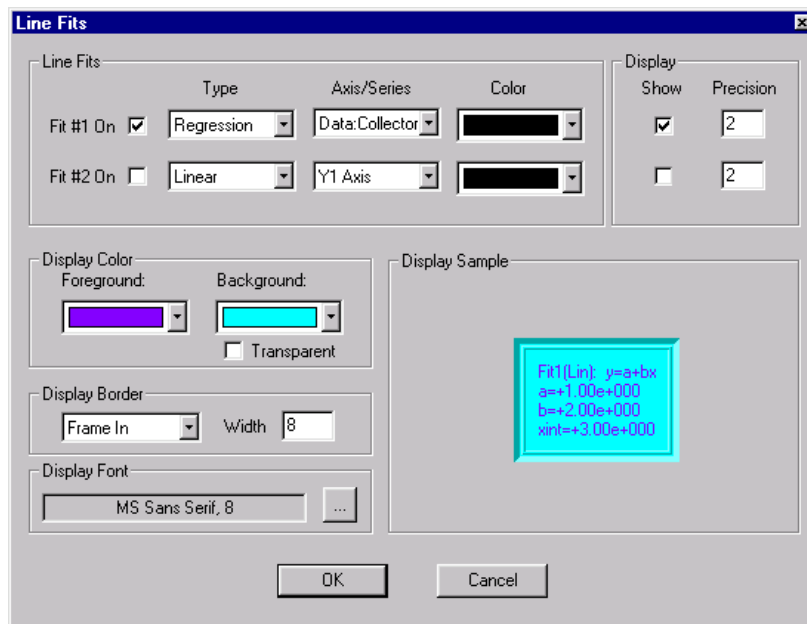 Line Fits
Line Fits
Type Axis/Series Color
Fit #1 On Regression Data:Collector
Fit #2 On Linear Y1 Axis
Display
Show Precision
2
2
Display Color
Foreground: Background:
Transparent
Display Border
Frame In Width 8
Display Font
MS Sans Serif, 8 ...
Display Sample
Fit1(Lin): y=a+bx
a=+1.00e+000
b=+2.00e+000
xint=+3.00e+000
OK Cancel